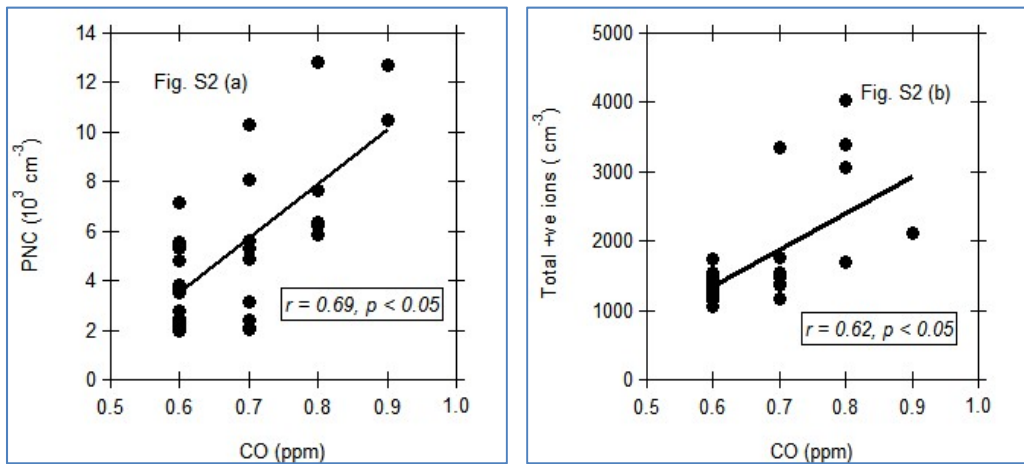 14
12
10
8
6
4
2
0
PNC (10³ cm⁻³)
Fig. S2 (a)
r = 0.69, p < 0.05
0.5 0.6 0.7 0.8 0.9 1.0
CO (ppm)
5000
4000
3000
2000
1000
0
Total +ve ions ( cm⁻³)
Fig. S2 (b)
r = 0.62, p < 0.05
0.5 0.6 0.7 0.8 0.9 1.0
CO (ppm)